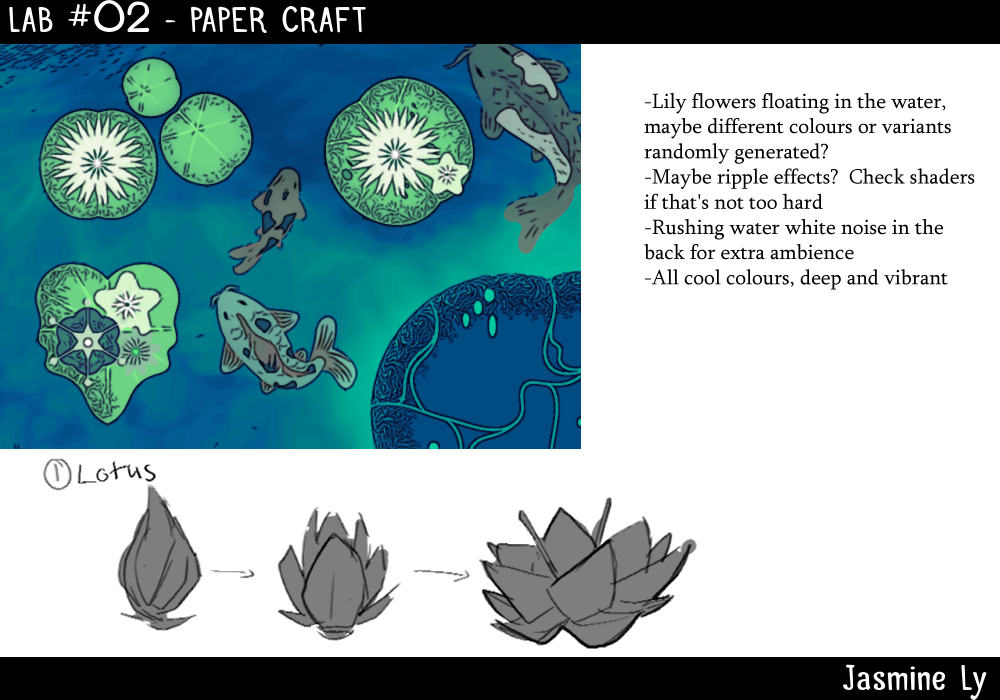 LAB #02 - PAPER CRAFT
-Lily flowers floating in the water,
maybe different colours or variants
randomly generated?
-Maybe ripple effects?  Check shaders
if that's not too hard
-Rushing water white noise in the
back for extra ambience
-All cool colours, deep and vibrant
① Lotus
Jasmine Ly